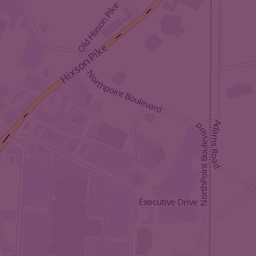 Old Hixson Pike
Hixson Pike
Northpoint Boulevard
Adams Road
NorthPoint Boulevard
Executive Drive